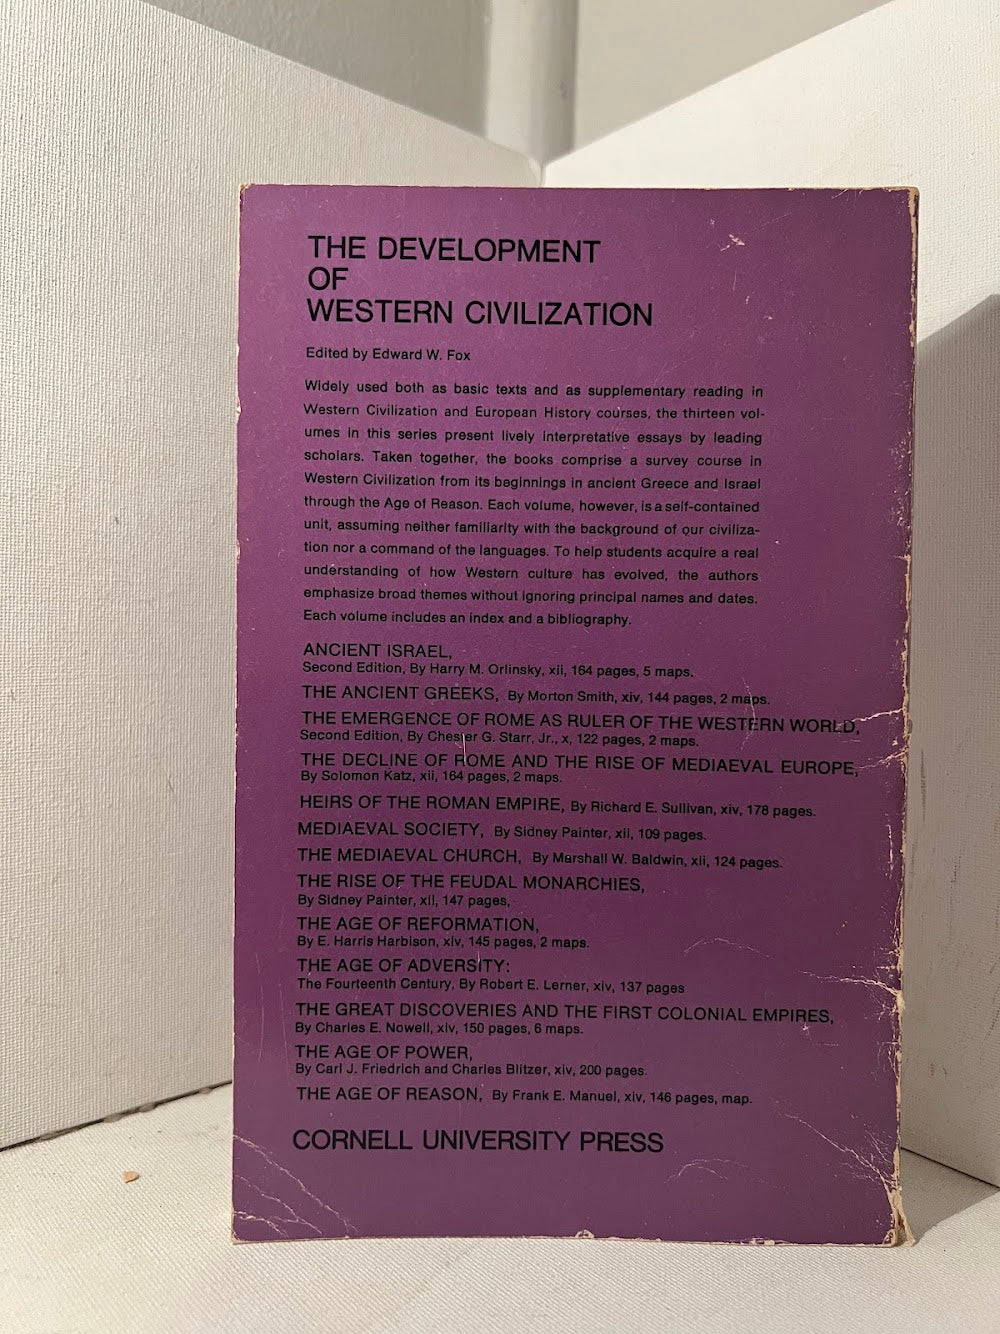 THE DEVELOPMENT
OF
WESTERN CIVILIZATION
Edited by Edward W. Fox
Widely used both as basic texts and as supplementary reading in
Western Civilization and European History courses, the thirteen vol-
umes in this series present lively interpretative essays by leading
scholars. Taken together, the books comprise a survey course in
Western Civilization from its beginnings in ancient Greece and Israel
through the Age of Reason. Each volume, however, is a self-contained
unit, assuming neither familiarity with the background of our civiliza-
tion nor a command of the languages. To help students acquire a real
understanding of how Western culture has evolved, the authors
emphasize broad themes without ignoring principal names and dates.
Each volume includes an index and a bibliography.
ANCIENT ISRAEL,
Second Edition, By Harry M. Orlinsky, xii, 164 pages, 5 maps.
THE ANCIENT GREEKS, By Morton Smith, xiv, 144 pages, 2 maps.
THE EMERGENCE OF ROME AS RULER OF THE WESTERN WORLD,
Second Edition, By Chester G. Starr, Jr., x, 122 pages, 2 maps.
THE DECLINE OF ROME AND THE RISE OF MEDIAEVAL EUROPE,
By Solomon Katz, xii, 164 pages, 2 maps.
HEIRS OF THE ROMAN EMPIRE, By Richard E. Sullivan, xiv, 178 pages.
MEDIAEVAL SOCIETY, By Sidney Painter, xii, 109 pages.
THE MEDIAEVAL CHURCH, By Marshall W. Baldwin, xii, 124 pages.
THE RISE OF THE FEUDAL MONARCHIES,
By Sidney Painter, xii, 147 pages,
THE AGE OF REFORMATION,
By E. Harris Harbison, xiv, 145 pages, 2 maps.
THE AGE OF ADVERSITY:
The Fourteenth Century, By Robert E. Lerner, xiv, 137 pages
THE GREAT DISCOVERIES AND THE FIRST COLONIAL EMPIRES,
By Charles E. Nowell, xiv, 150 pages, 6 maps.
THE AGE OF POWER,
By Carl J. Friedrich and Charles Blitzer, xiv, 200 pages.
THE AGE OF REASON, By Frank E. Manuel, xiv, 146 pages, map.
CORNELL UNIVERSITY PRESS